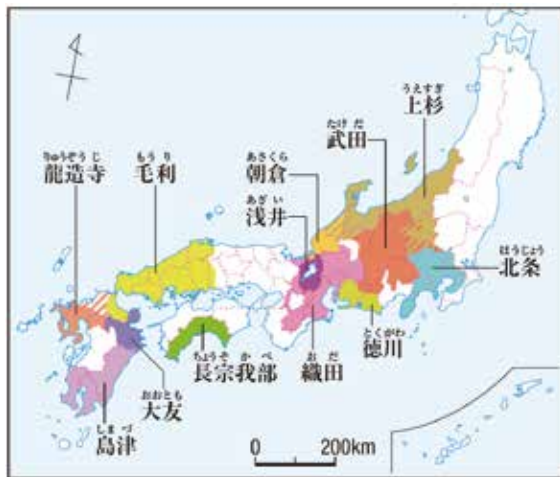 うえすぎ
上杉
たけだ
武田
あさくら
朝倉
あざい
浅井
もうり
毛利
りゅうぞうじ
龍造寺
ほうじょう
北条
とくがわ
徳川
おだ
織田
ちょうそかべ
長宗我部
おおとも
大友
しまづ
島津
0 200km